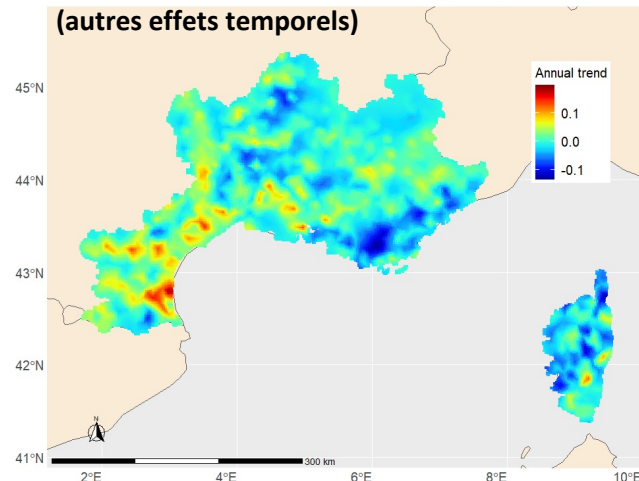 (autres effets temporels)
45°N
44°N
43°N
42°N
41°N
Annual trend
0.1
0.0
-0.1
N
300 km
2°E
4°E
6°E
8°E
10°E